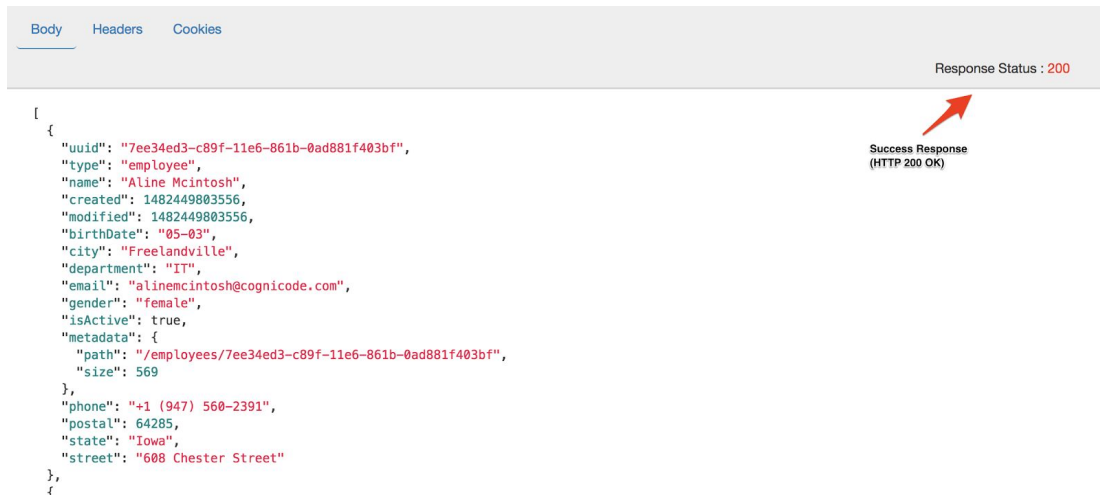 Body Headers Cookies
Response Status : 200
[
{
"uuid": "7ee34ed3-c89f-11e6-861b-0ad881f403bf",
"type": "employee",
"name": "Aline Mcintosh",
"created": 1482449803556,
"modified": 1482449803556,
"birthDate": "05-03",
"city": "Freelandville",
"department": "IT",
"email": "alinemcintosh@cognicode.com",
"gender": "female",
"isActive": true,
"metadata": {
"path": "/employees/7ee34ed3-c89f-11e6-861b-0ad881f403bf",
"size": 569
},
"phone": "+1 (947) 560-2391",
"postal": 64285,
"state": "Iowa",
"street": "608 Chester Street"
},
{
Success Response
(HTTP 200 OK)